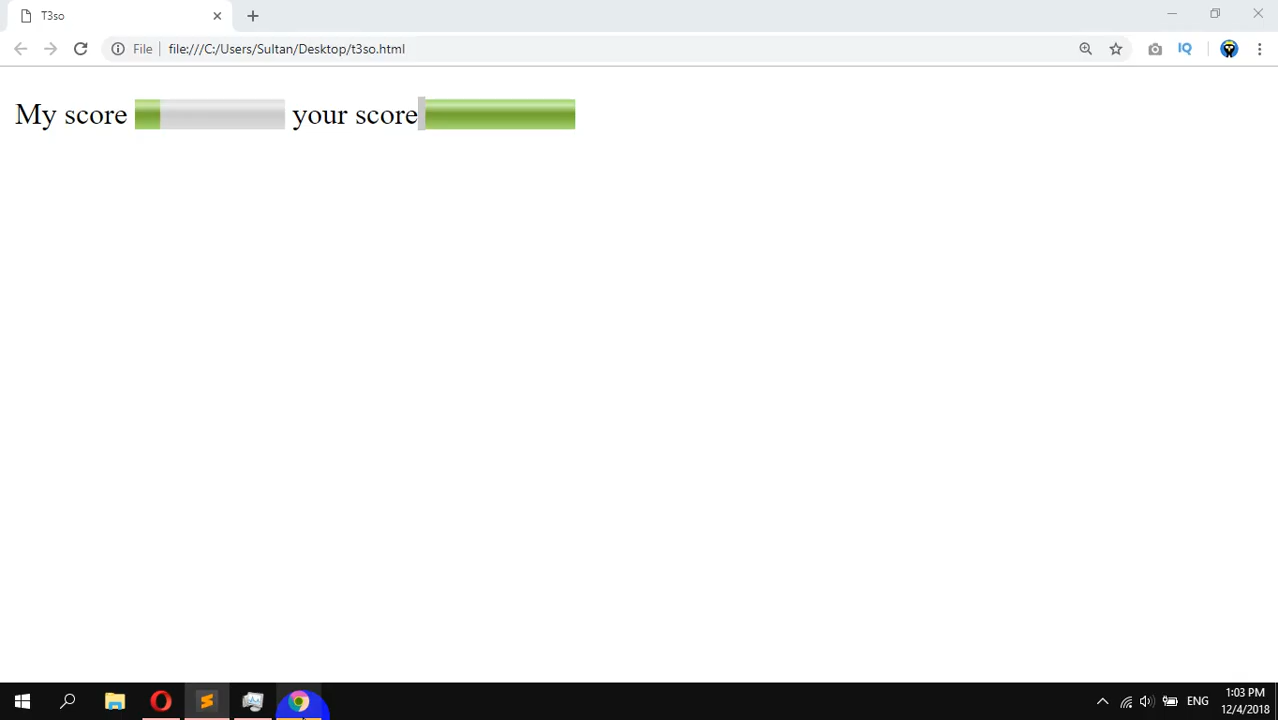 T3so
File file:///C:/Users/Sultan/Desktop/t3so.html IQ
My score your score
ENG 1:03 PM
12/4/2018